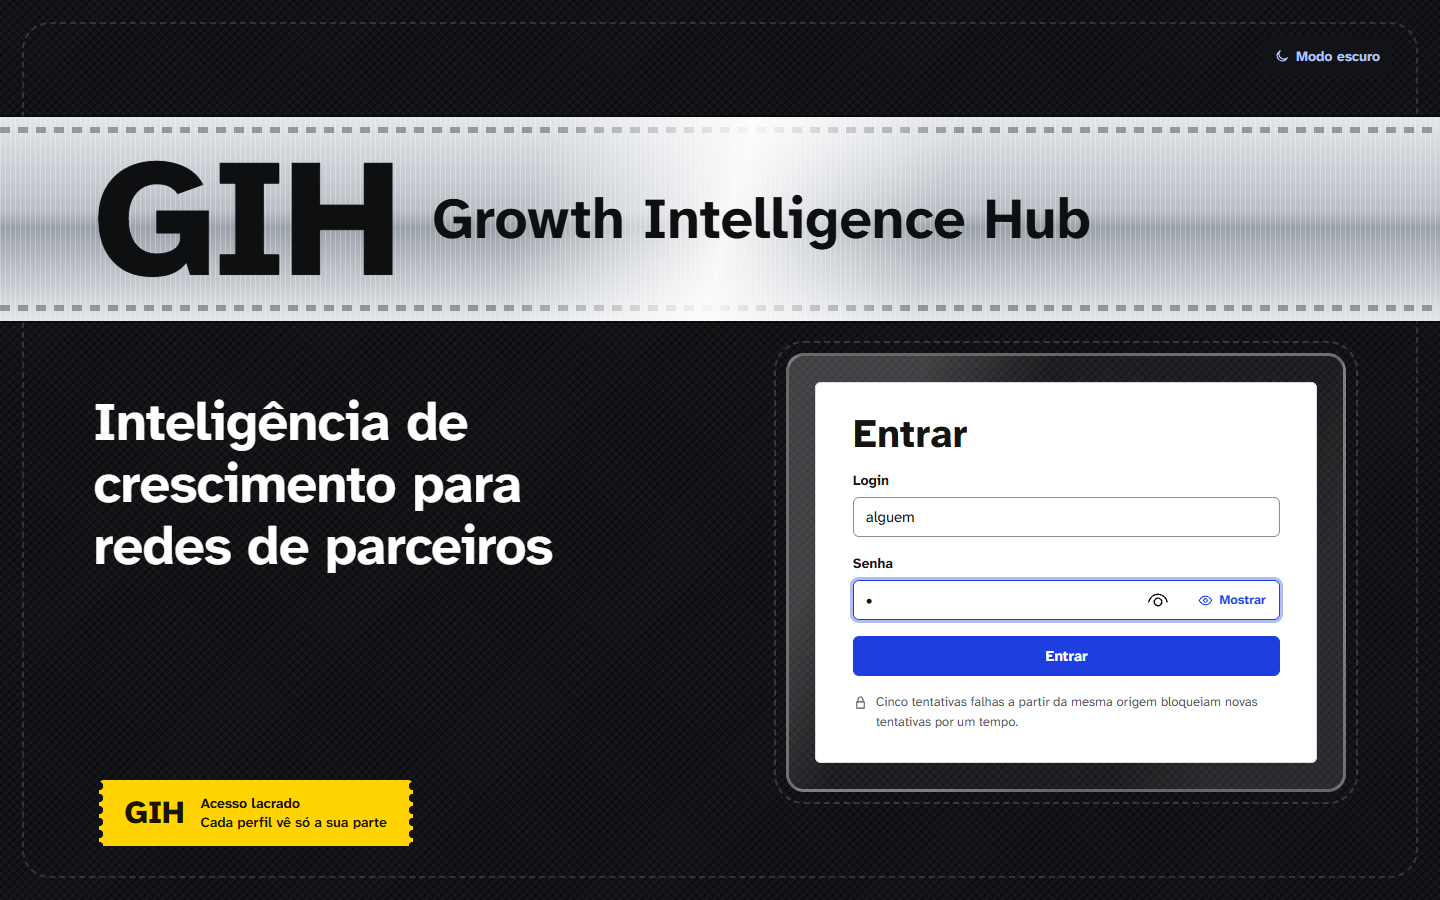 Modo escuro
GIH
Growth Intelligence Hub
Inteligência de
crescimento para
redes de parceiros
Entrar
Login
alguem
Senha
•
Mostrar
Entrar
Cinco tentativas falhas a partir da mesma origem bloqueiam novas
tentativas por um tempo.
GIH
Acesso lacrado
Cada perfil vê só a sua parte